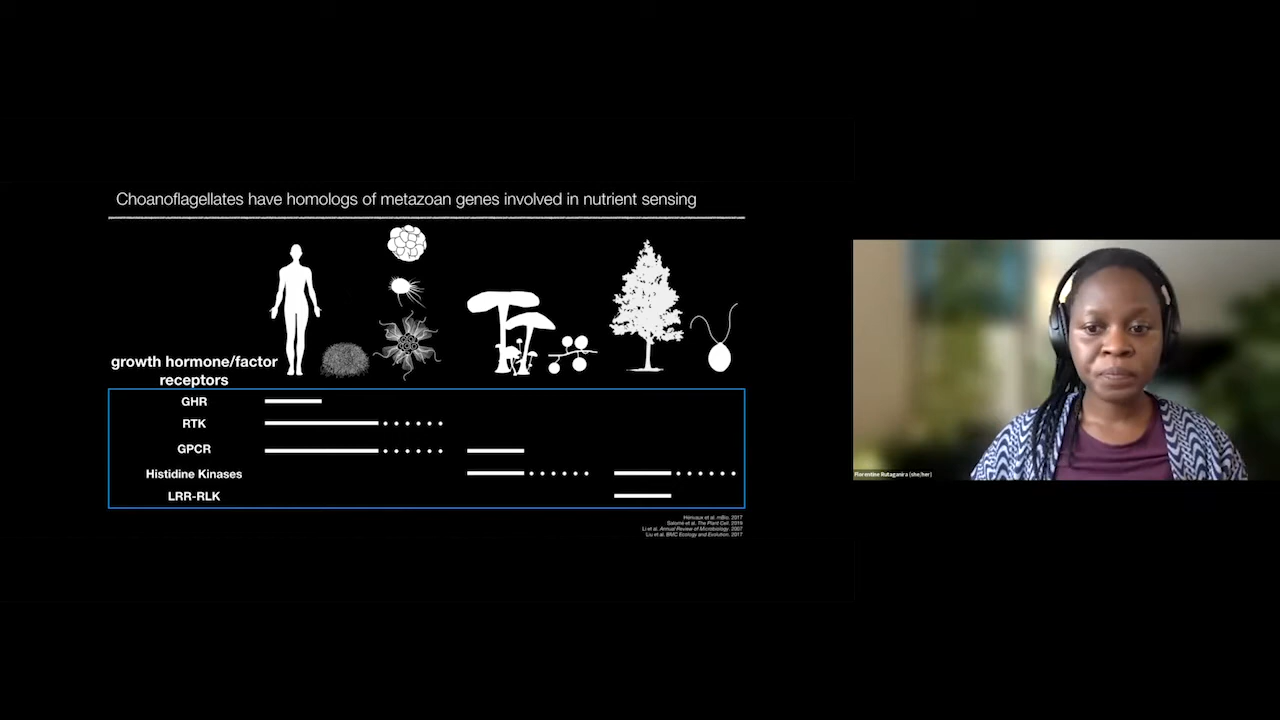 Choanoflagellates have homologs of metazoan genes involved in nutrient sensing
growth hormone/factor
receptors
GHR
RTK
GPCR
Histidine Kinases
LRR-RLK
Hérivaux et al. mBio. 2017
Salomé et al. The Plant Cell. 2019
Li et al. Annual Review of Microbiology. 2007
Liu et al. BMC Ecology and Evolution. 2017
Florentine Rutaganira (she/her)